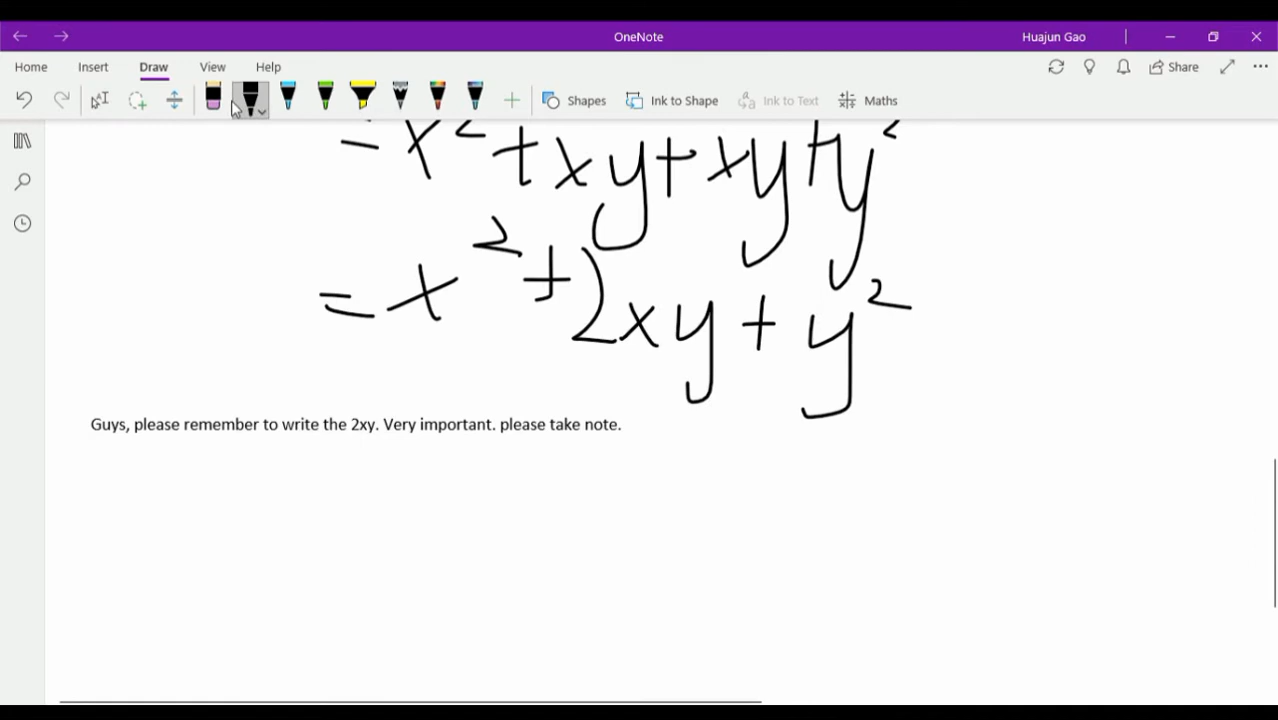 OneNote
Huajun Gao
Home Insert Draw View Help
Share
Shapes Ink to Shape Ink to Text Maths
= x² + xy + xy + y²
= x² + 2xy + y²
Guys, please remember to write the 2xy. Very important. please take note.